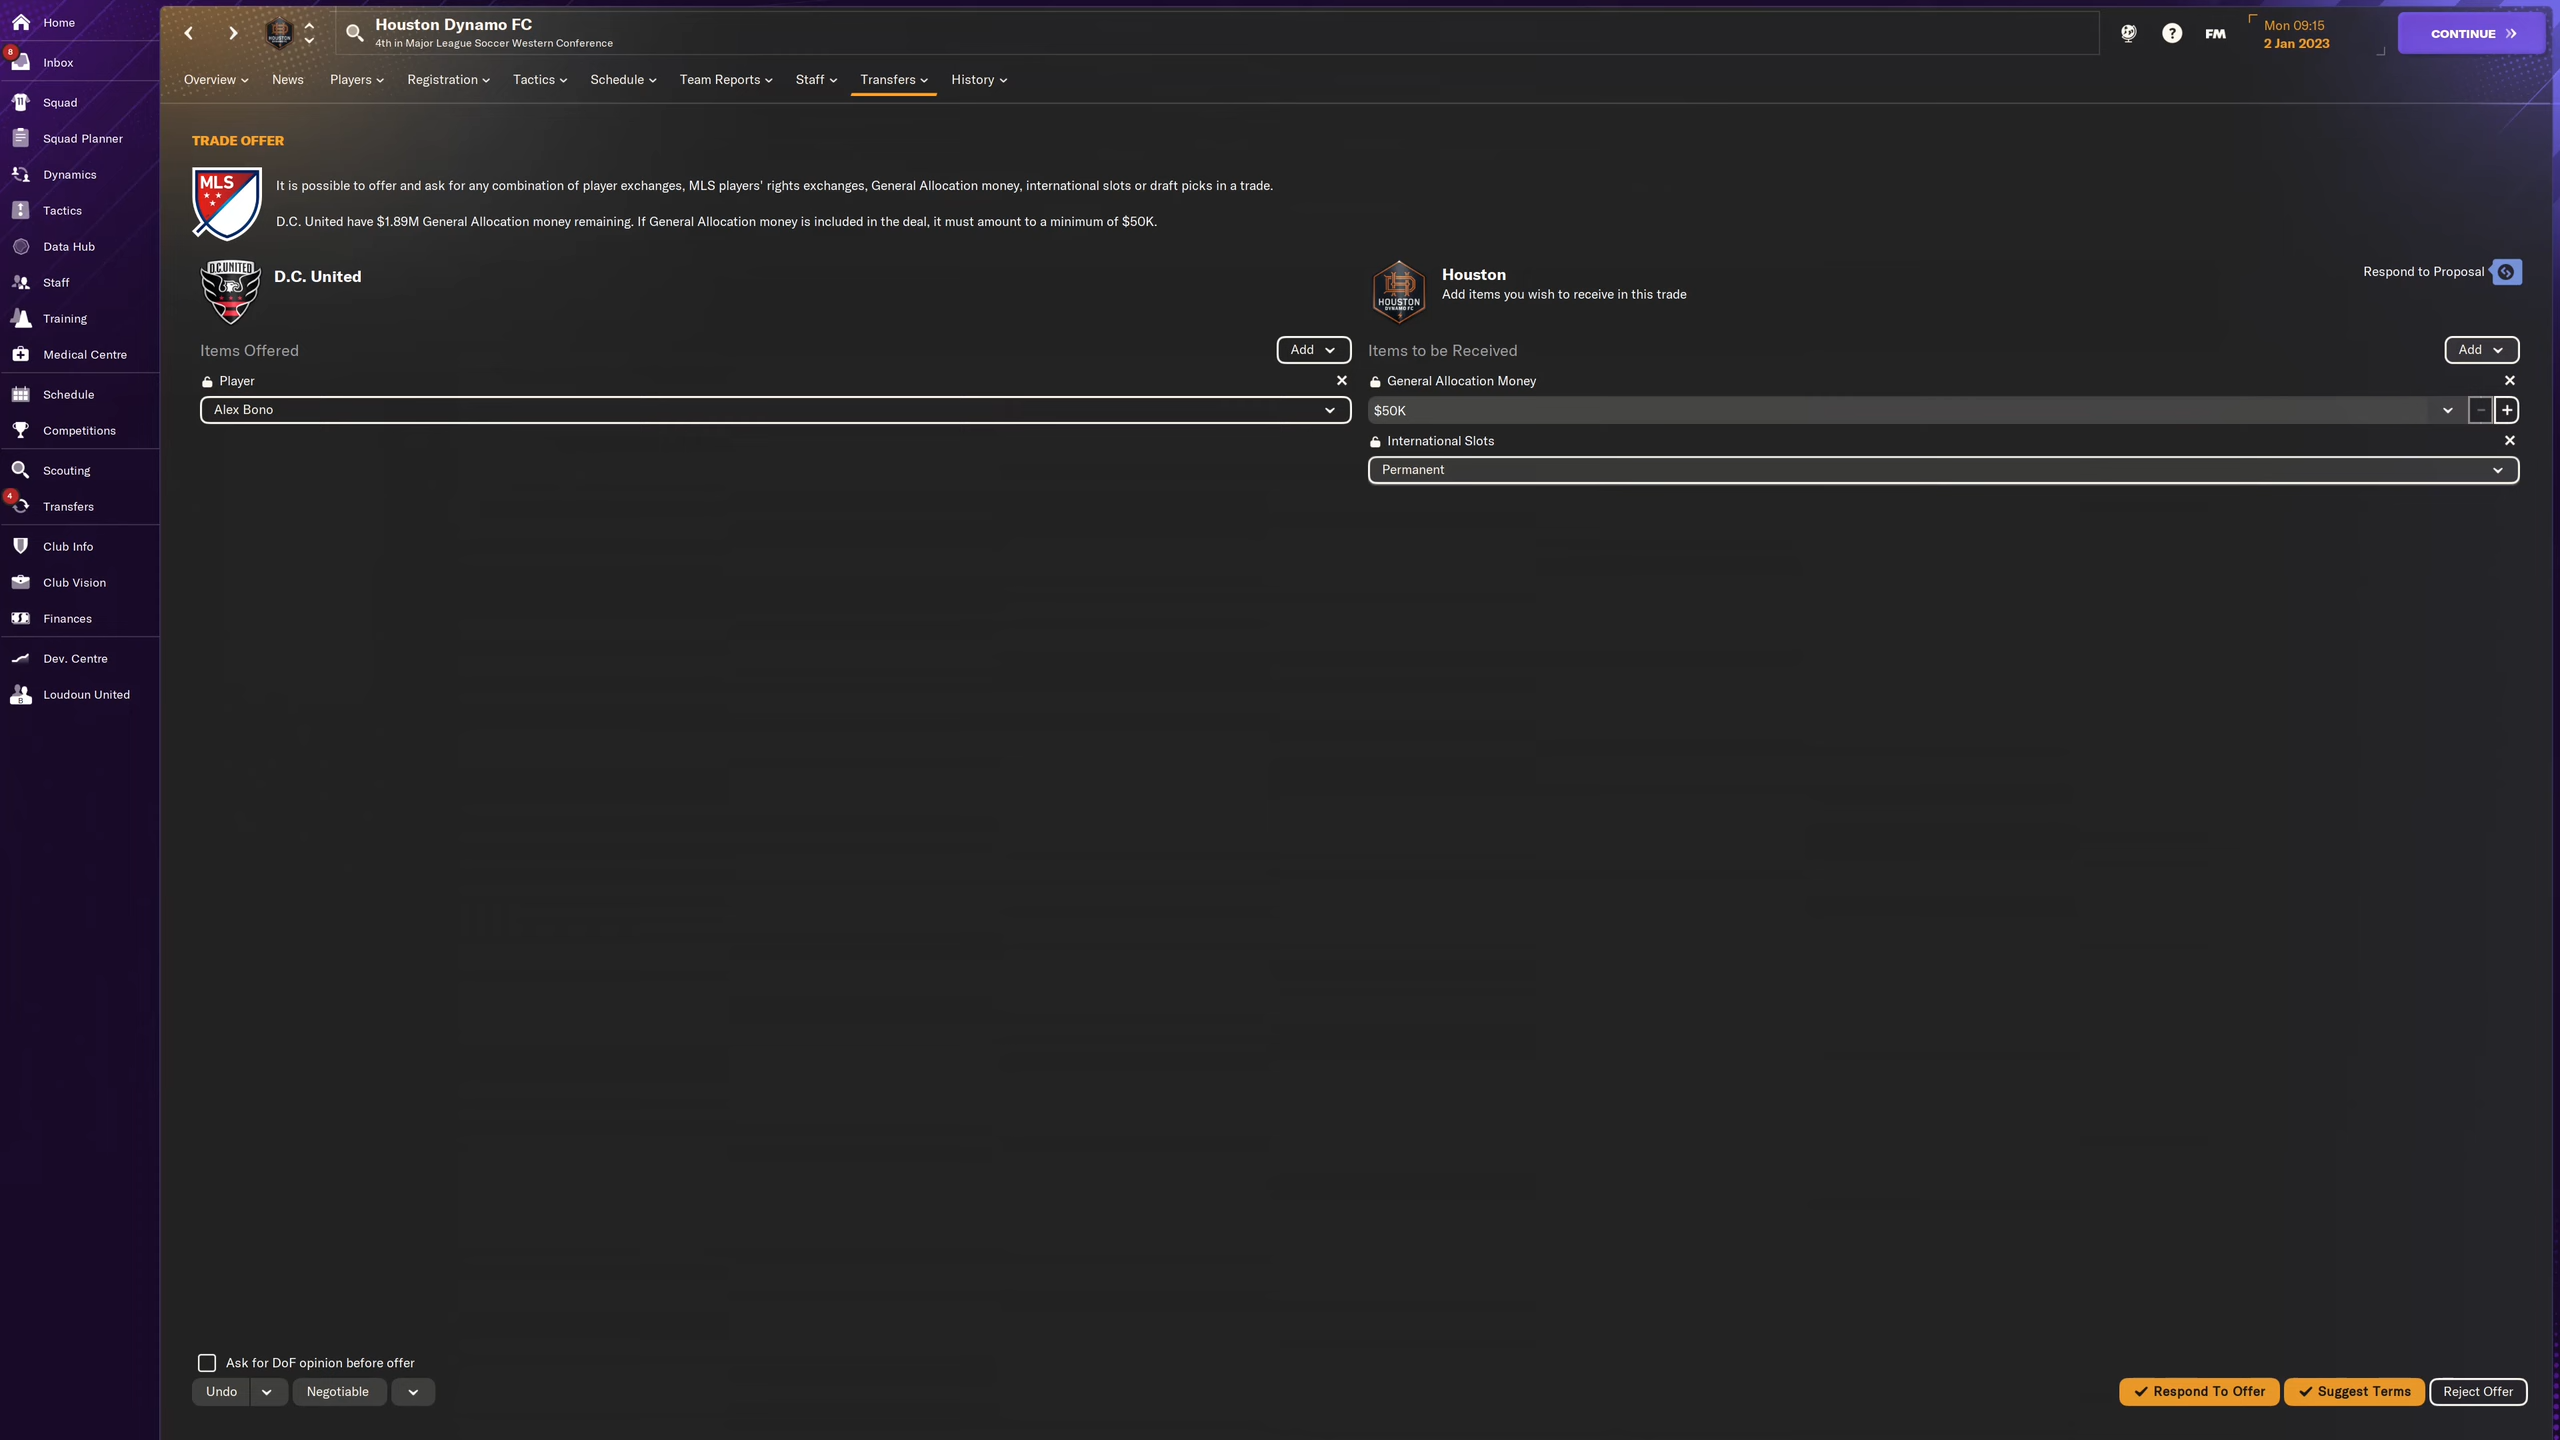 Home
8
Inbox
Squad
Squad Planner
Dynamics
Tactics
Data Hub
Staff
Training
Medical Centre
Schedule
Competitions
Scouting
4
Transfers
Club Info
Club Vision
Finances
Dev. Centre
B
Loudoun United
HOUSTON
Houston Dynamo FC
4th in Major League Soccer Western Conference
?
FM
Mon 09:15
2 Jan 2023
CONTINUE
Overview
News
Players
Registration
Tactics
Schedule
Team Reports
Staff
Transfers
History
TRADE OFFER
MLS
It is possible to offer and ask for any combination of player exchanges, MLS players' rights exchanges, General Allocation money, international slots or draft picks in a trade.
D.C. United have $1.89M General Allocation money remaining. If General Allocation money is included in the deal, it must amount to a minimum of $50K.
D.C.UNITED
D.C. United
Items Offered
Add
Player
Alex Bono
HOUSTON
DYNAMO FC
Houston
Add items you wish to receive in this trade
Respond to Proposal
Items to be Received
Add
General Allocation Money
$50K
International Slots
Permanent
Ask for DoF opinion before offer
Undo
Negotiable
Respond To Offer
Suggest Terms
Reject Offer